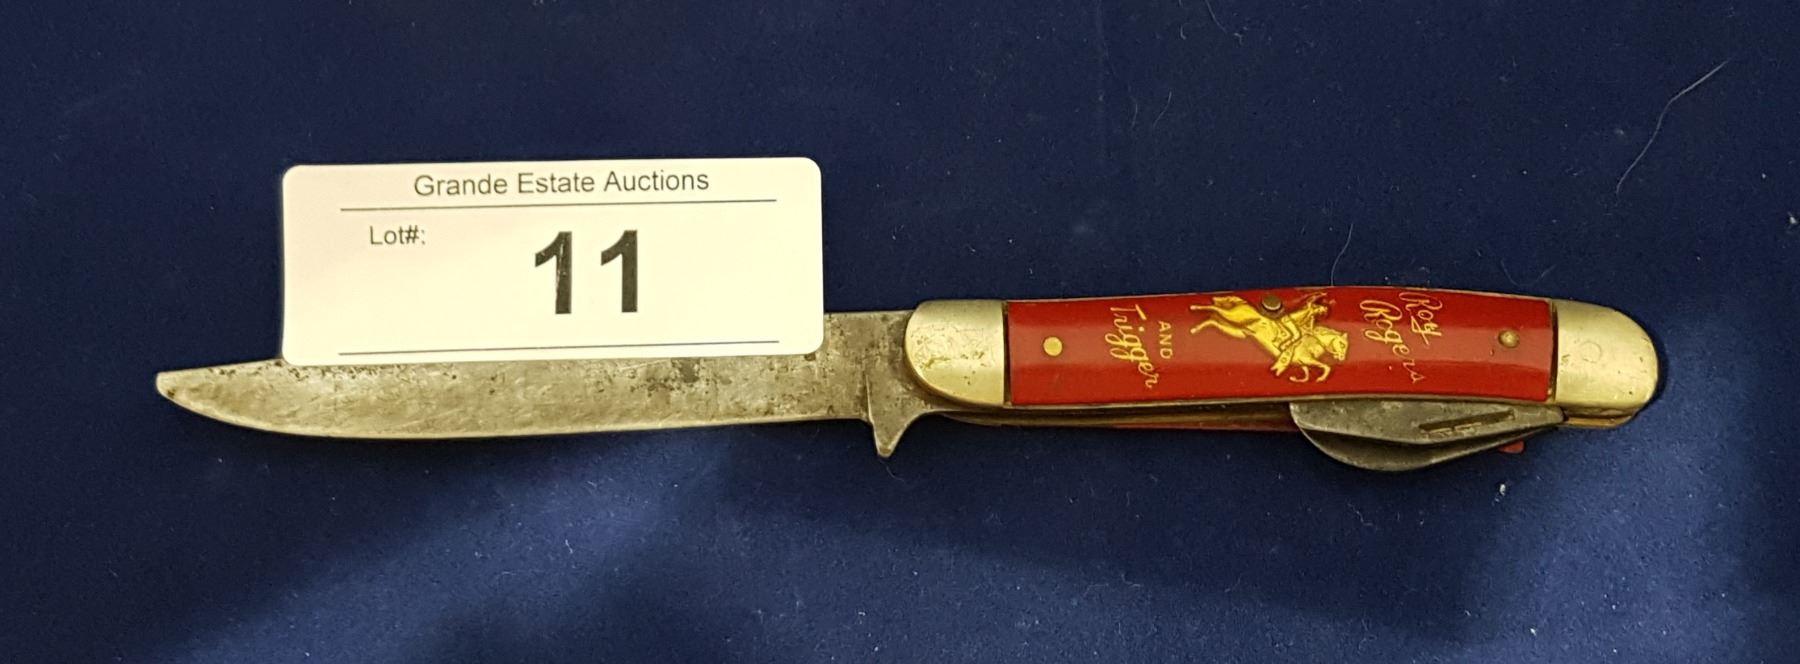 Grande Estate Auctions
Lot#:
11
Roy
Rogers
AND
Trigger